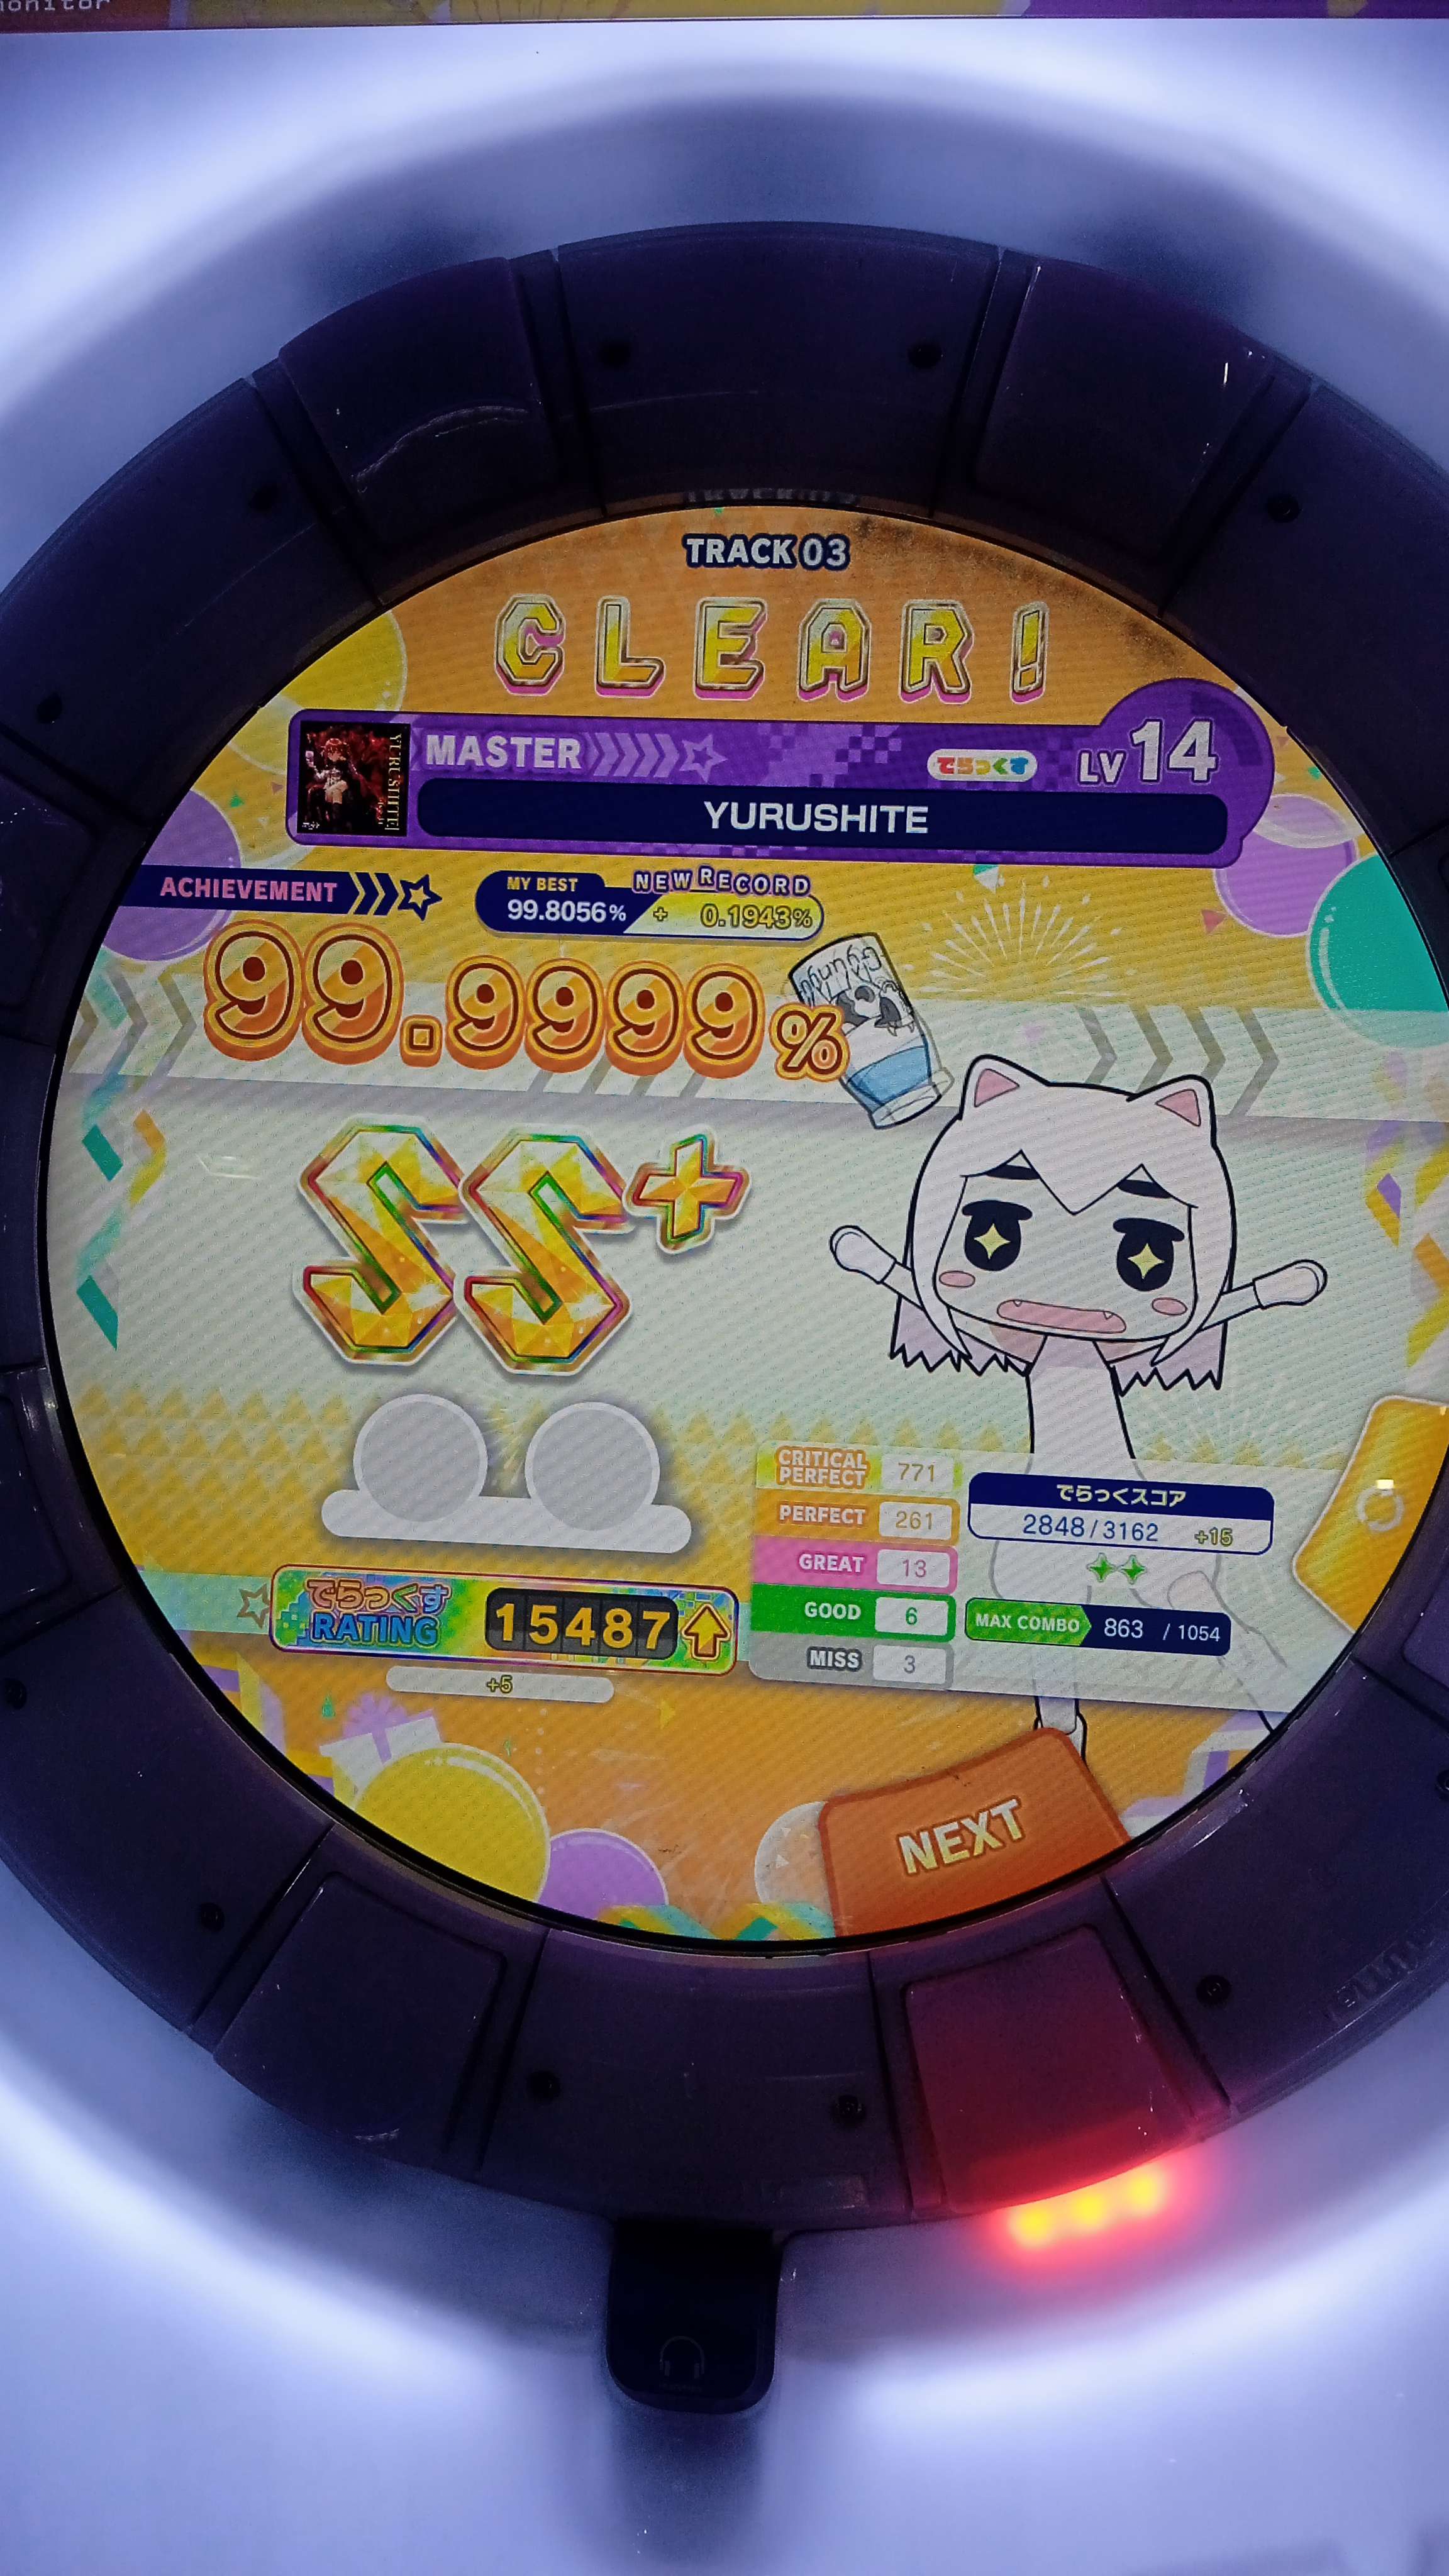 monitor
TRACK 03
CLEAR!
MASTER でらっくす LV 14
YURUSHITE
YURUSHITE
ACHIEVEMENT
MY BEST NEW RECORD
99.8056% + 0.1943%
99.9999%
SS+
CRITICAL PERFECT 771
PERFECT 261
GREAT 13
GOOD 6
MISS 3
でらっくスコア
2848/3162 +15
MAX COMBO 863 / 1054
でらっくす
RATING 15487
+5
NEXT